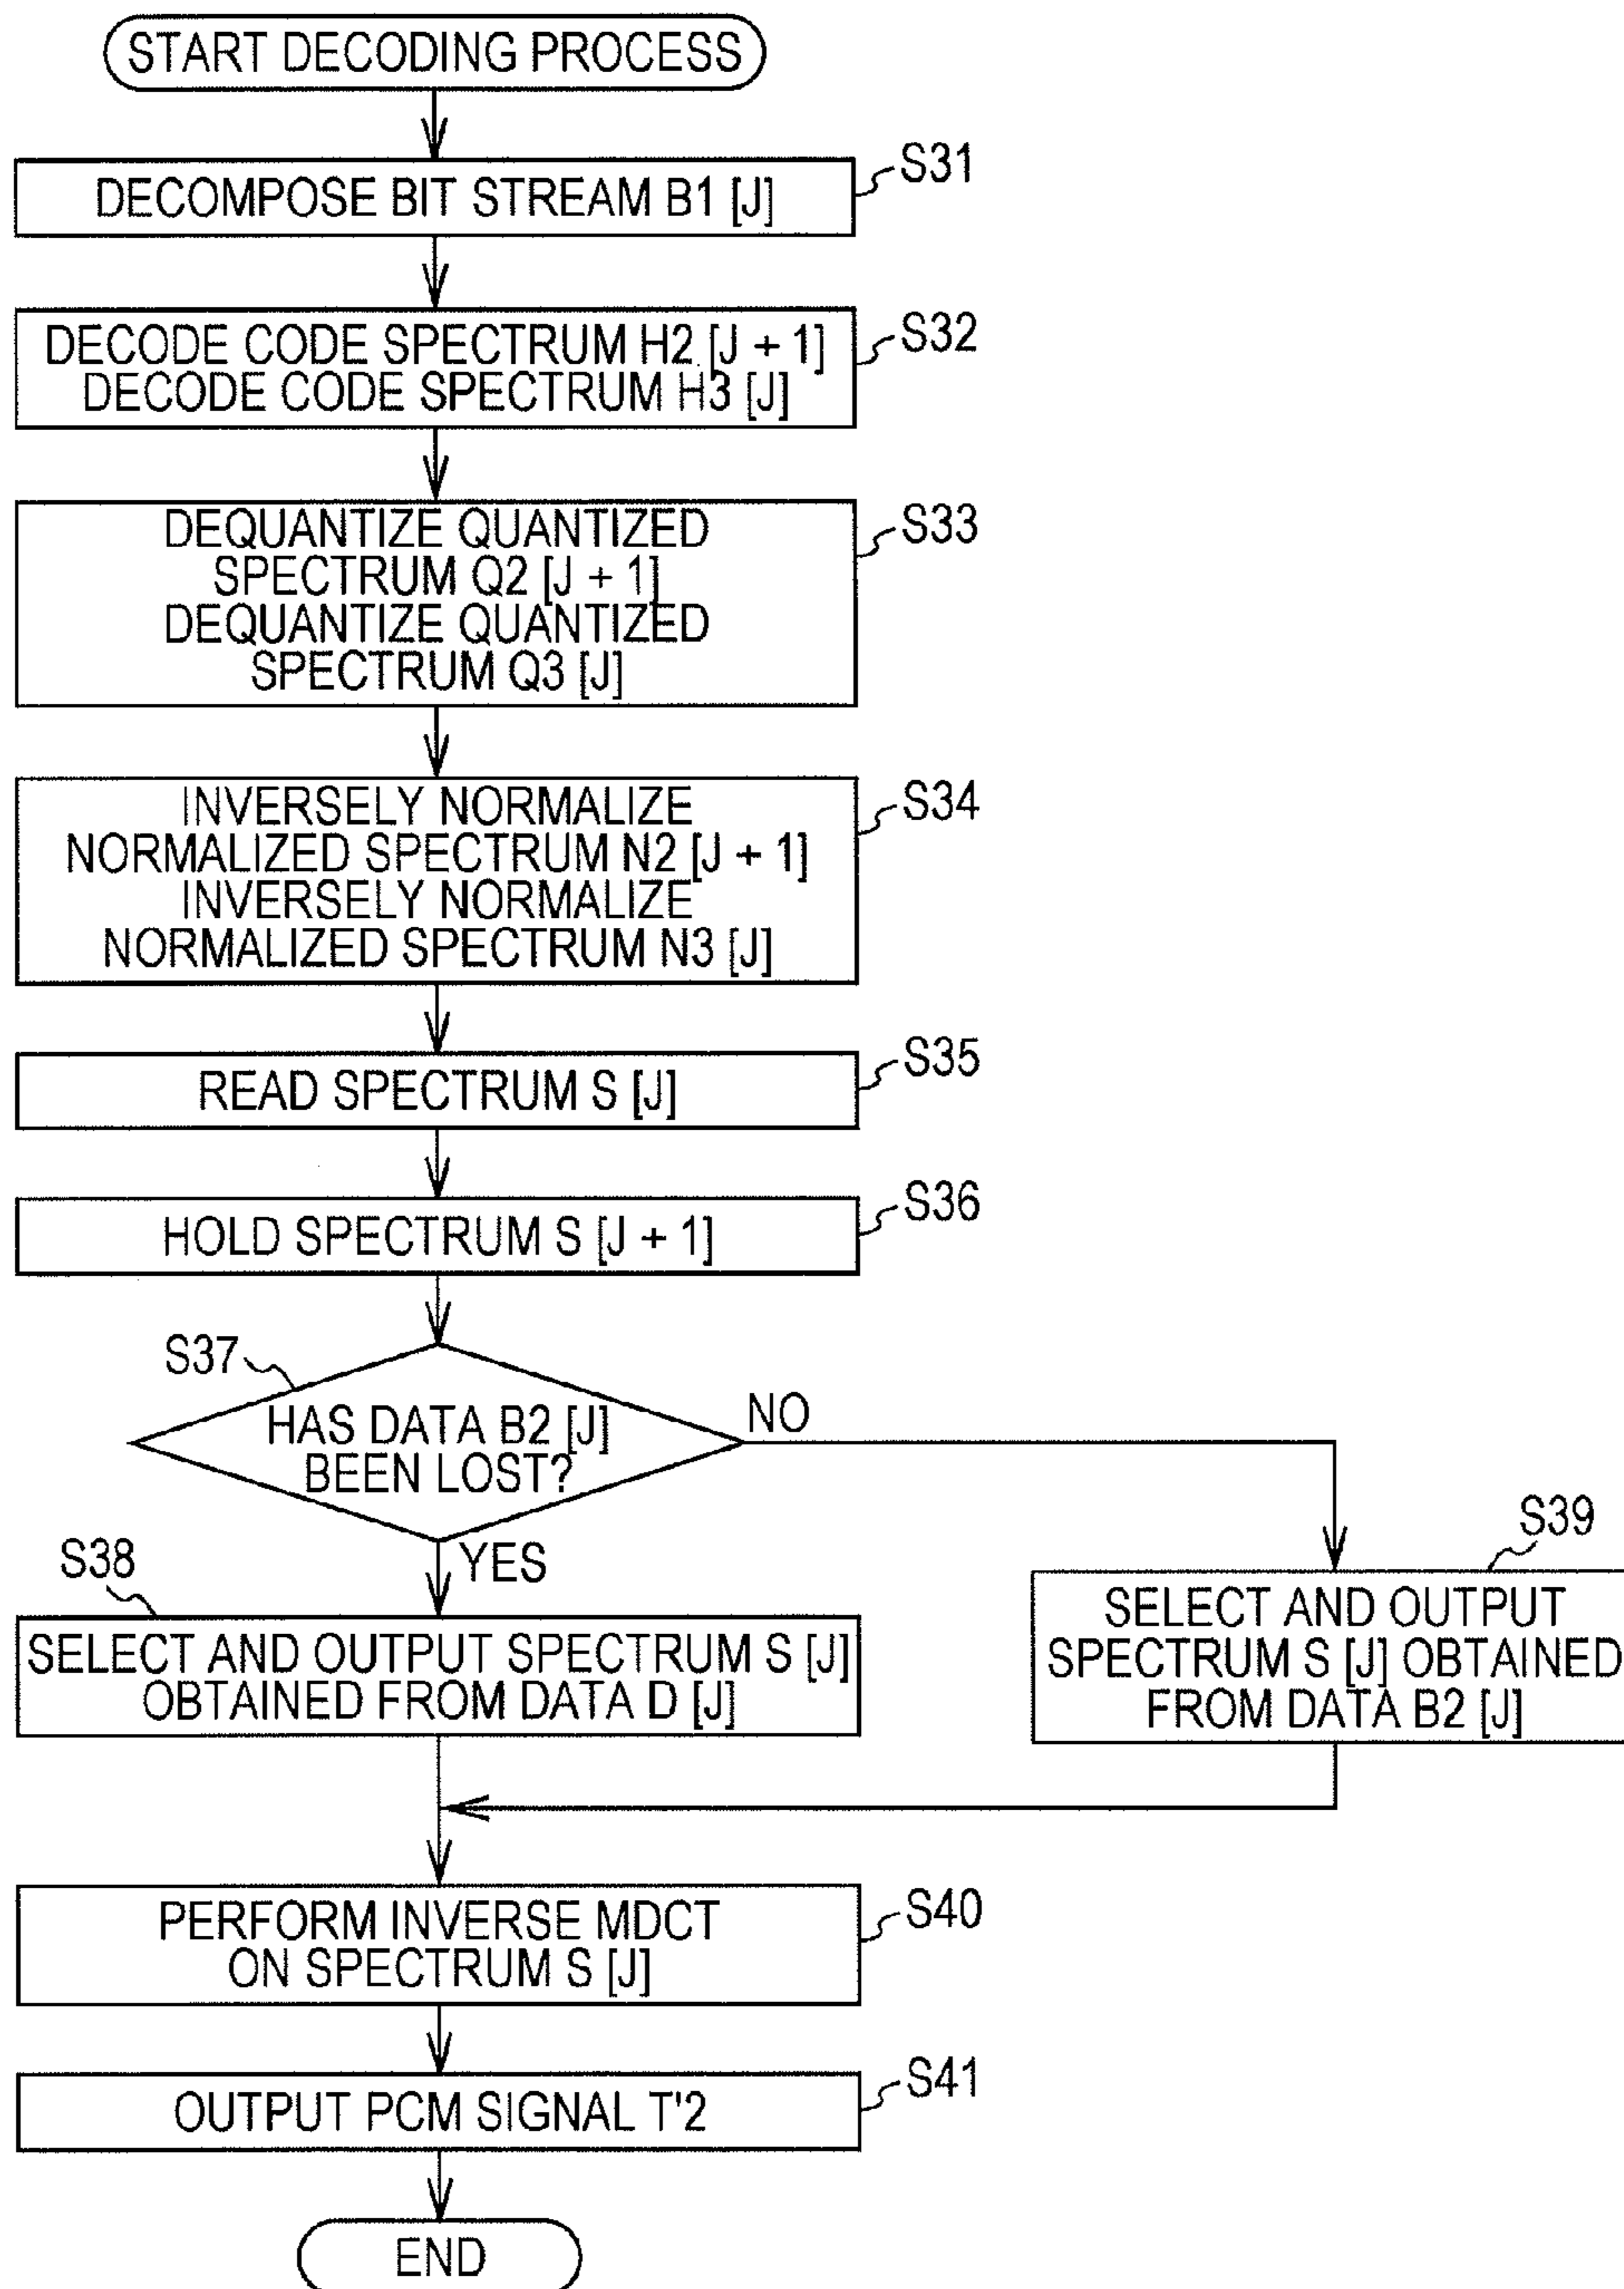 START DECODING PROCESS
S31
DECOMPOSE BIT STREAM B1 [J]
S32
DECODE CODE SPECTRUM H2 [J + 1]
DECODE CODE SPECTRUM H3 [J]
S33
DEQUANTIZE QUANTIZED
SPECTRUM Q2 [J + 1]
DEQUANTIZE QUANTIZED
SPECTRUM Q3 [J]
S34
INVERSELY NORMALIZE
NORMALIZED SPECTRUM N2 [J + 1]
INVERSELY NORMALIZE
NORMALIZED SPECTRUM N3 [J]
S35
READ SPECTRUM S [J]
S36
HOLD SPECTRUM S [J + 1]
S37
HAS DATA B2 [J]
BEEN LOST?
NO
YES
S38
SELECT AND OUTPUT SPECTRUM S [J]
OBTAINED FROM DATA D [J]
S39
SELECT AND OUTPUT
SPECTRUM S [J] OBTAINED
FROM DATA B2 [J]
S40
PERFORM INVERSE MDCT
ON SPECTRUM S [J]
S41
OUTPUT PCM SIGNAL T'2
END